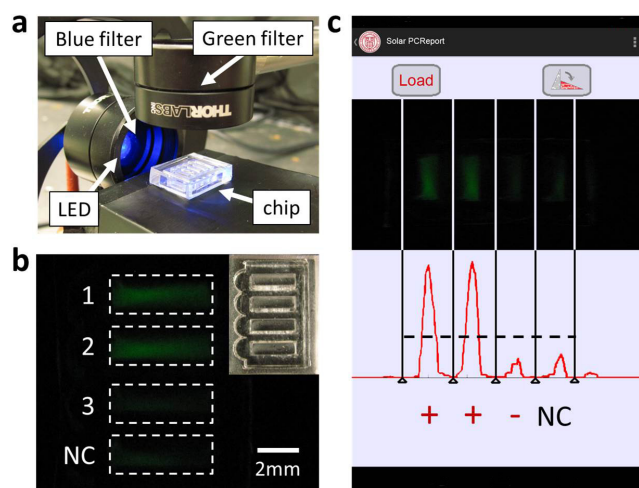 a
Blue filter
Green filter
THORLABS
LED
chip
b
1
2
3
NC
2mm
c
Solar PCReport
Load
+ + - NC